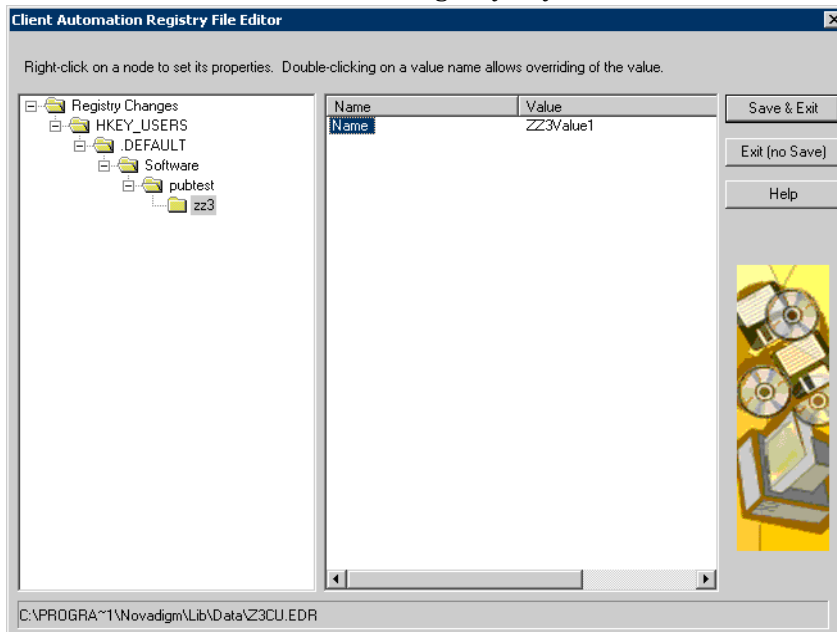 Client Automation Registry File Editor
Right-click on a node to set its properties. Double-clicking on a value name allows overriding of the value.
Registry Changes
HKEY_USERS
.DEFAULT
Software
pubtest
zz3
Name Value
Name ZZ3Value1
Save & Exit
Exit (no Save)
Help
C:\PROGRA~1\Novadigm\Lib\Data\Z3CU.EDR